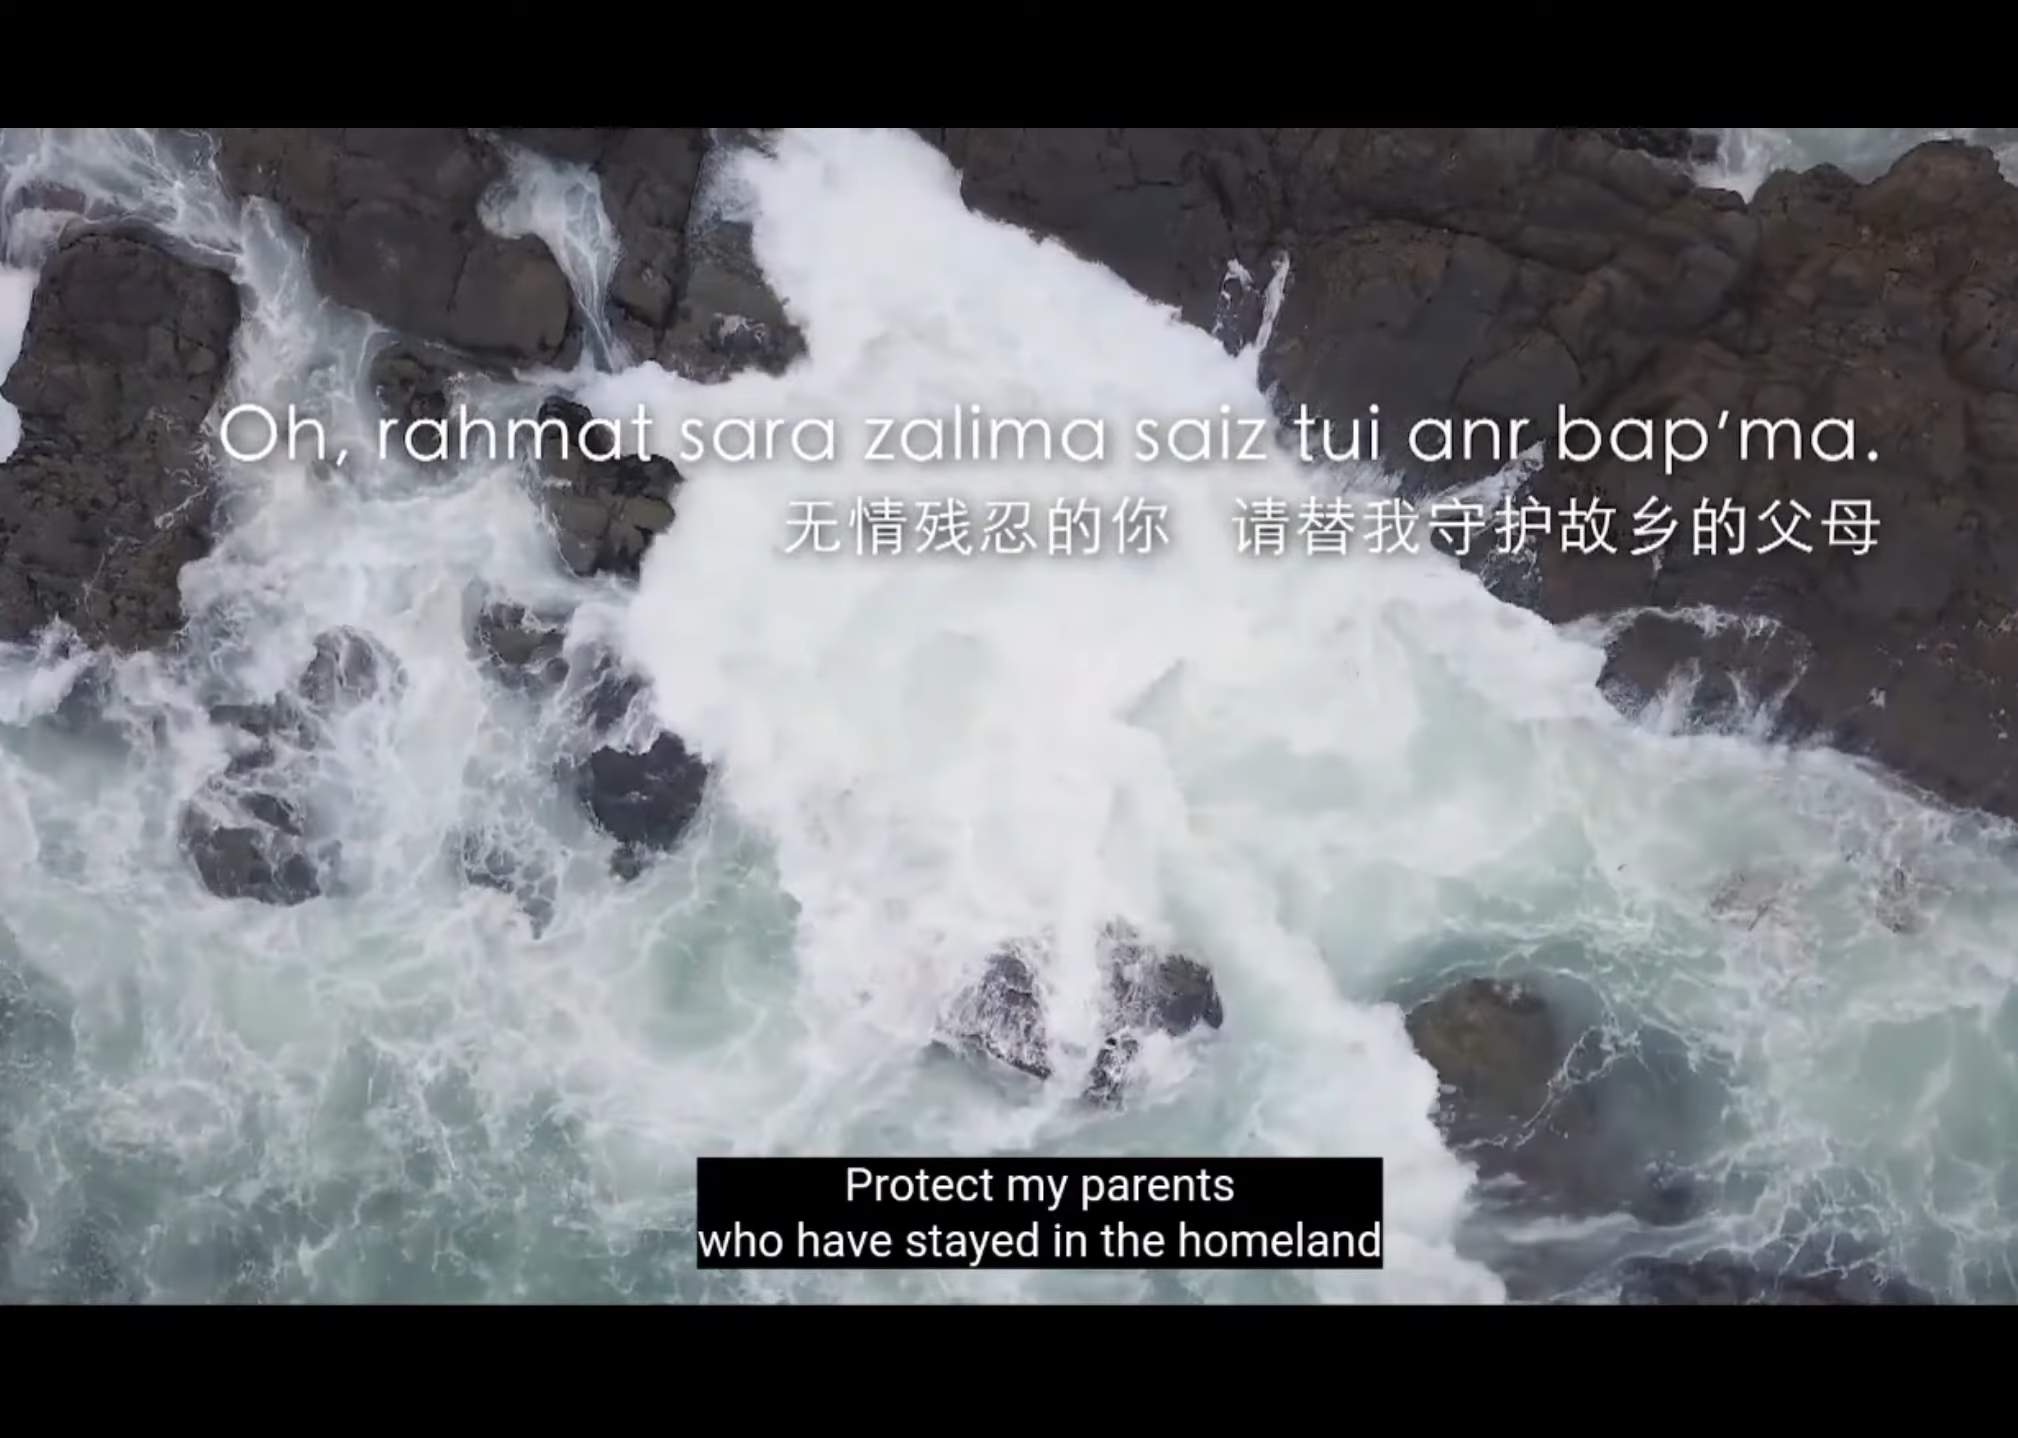 Oh, rahmat sara zalima saiz tui anr bap'ma.
无情残忍的你 请替我守护故乡的父母
Protect my parents
who have stayed in the homeland